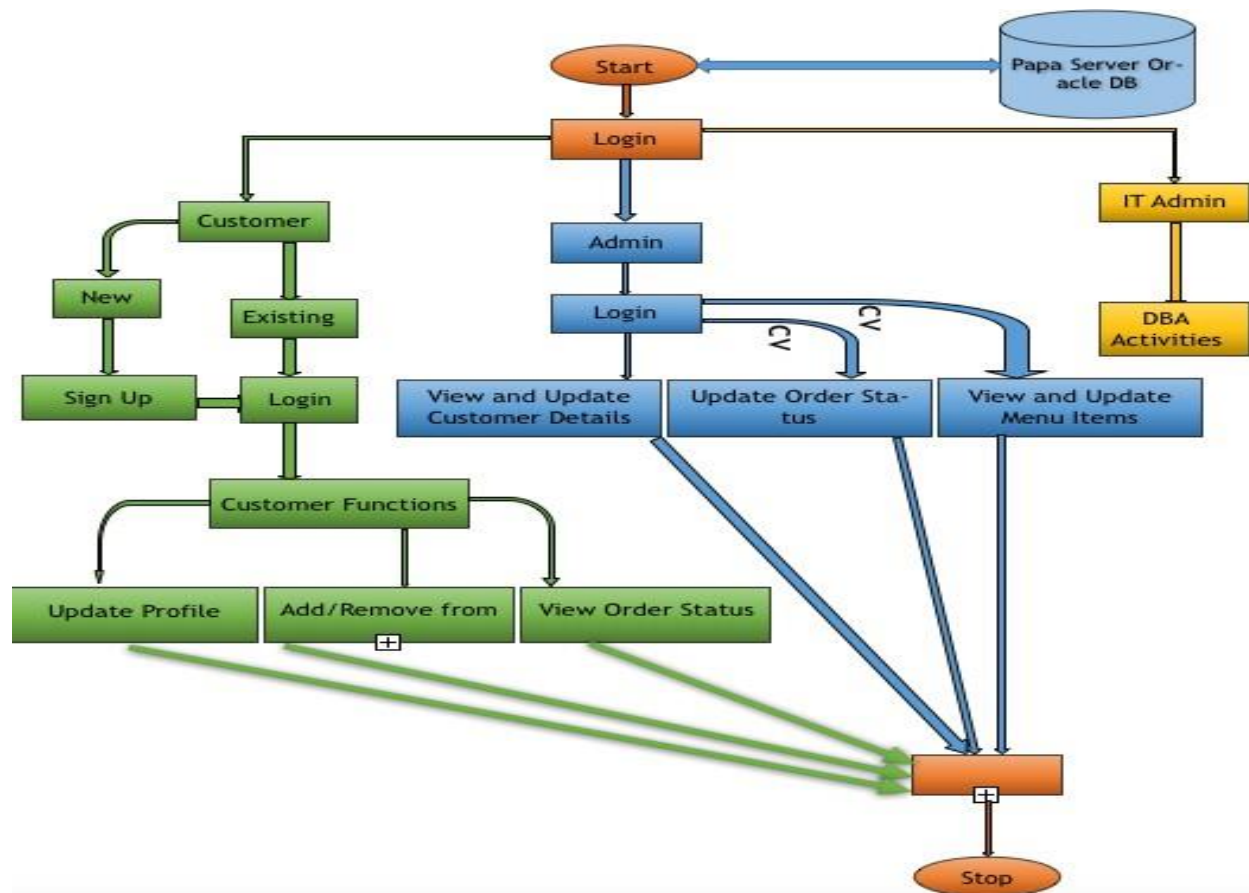 Start
Papa Server Or-
acle DB
Login
Customer
IT Admin
Admin
New
Existing
Login
CV
CV
DBA
Activities
Sign Up
Login
View and Update
Customer Details
Update Order Sta-
tus
View and Update
Menu Items
Customer Functions
Update Profile
Add/Remove from
View Order Status
Stop